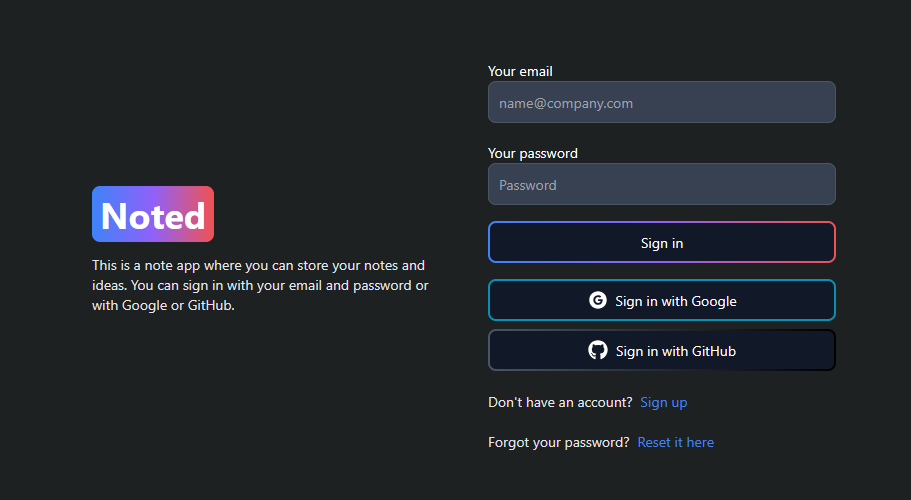 Noted
This is a note app where you can store your notes and
ideas. You can sign in with your email and password or
with Google or GitHub.
Your email
name@company.com
Your password
Password
Sign in
G Sign in with Google
Sign in with GitHub
Don't have an account? Sign up
Forgot your password? Reset it here